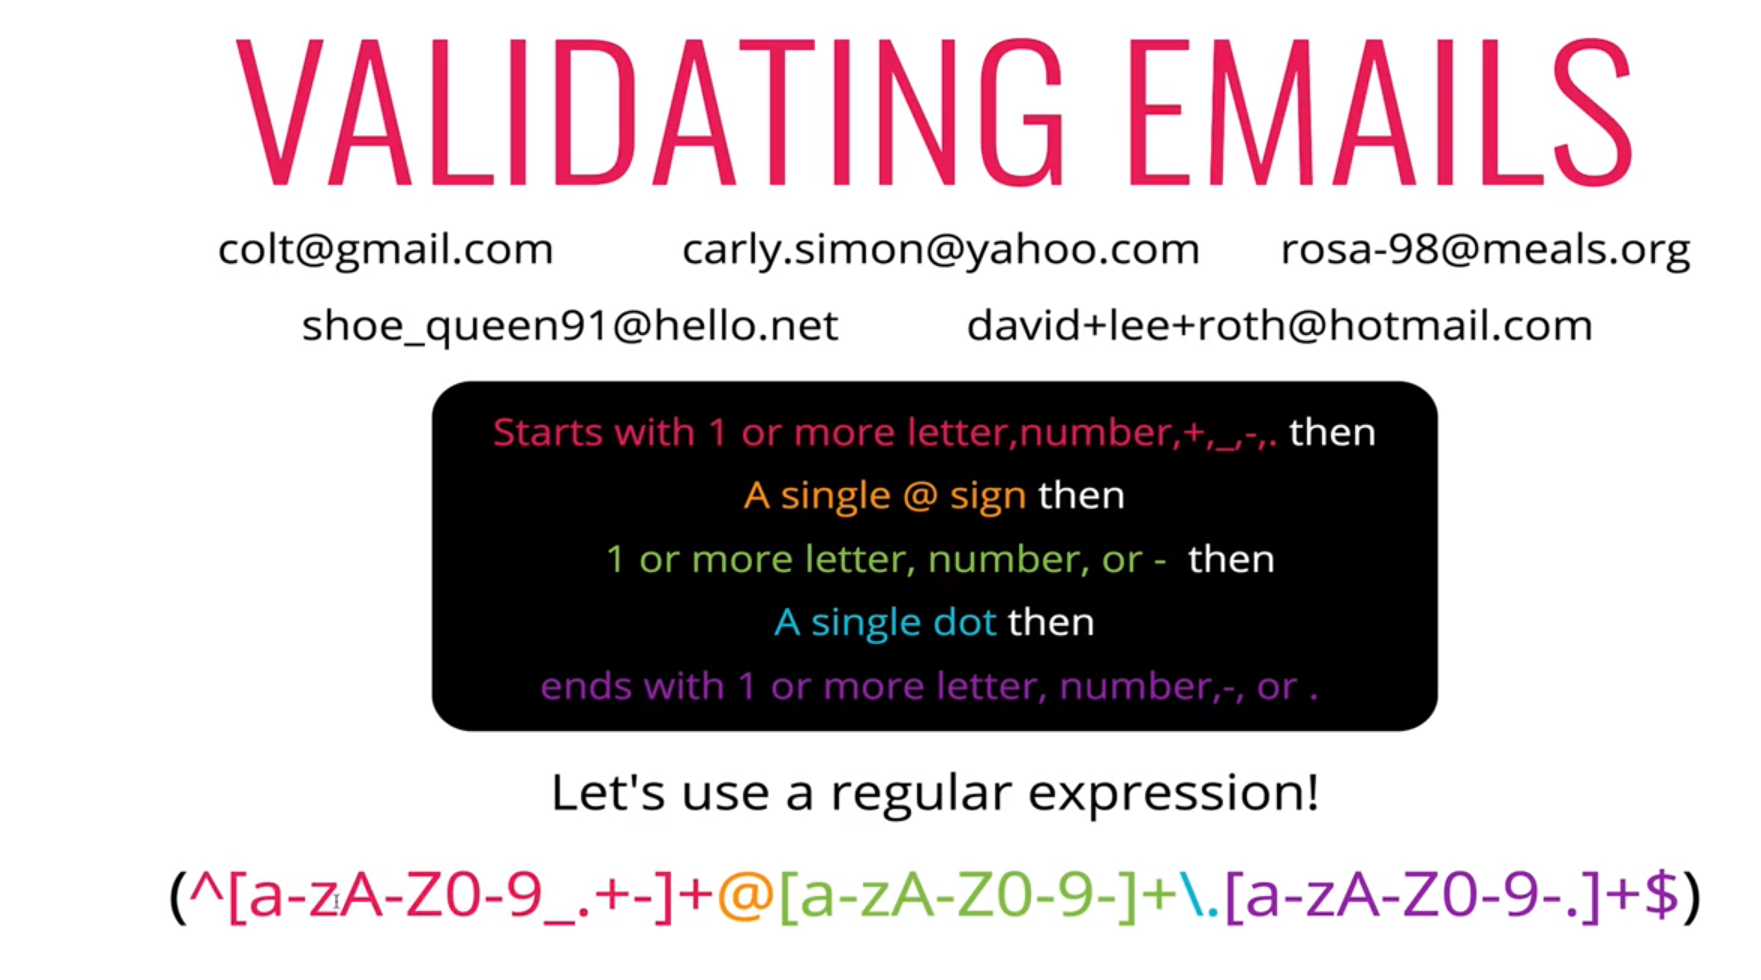 VALIDATING EMAILS
colt@gmail.com carly.simon@yahoo.com rosa-98@meals.org
shoe_queen91@hello.net david+lee+roth@hotmail.com
Starts with 1 or more letter,number,+,_,-,. then
A single @ sign then
1 or more letter, number, or - then
A single dot then
ends with 1 or more letter, number,-, or .
Let's use a regular expression!
(^[a-zA-Z0-9_.+-]+@[a-zA-Z0-9-]+\.[a-zA-Z0-9-.]+$)